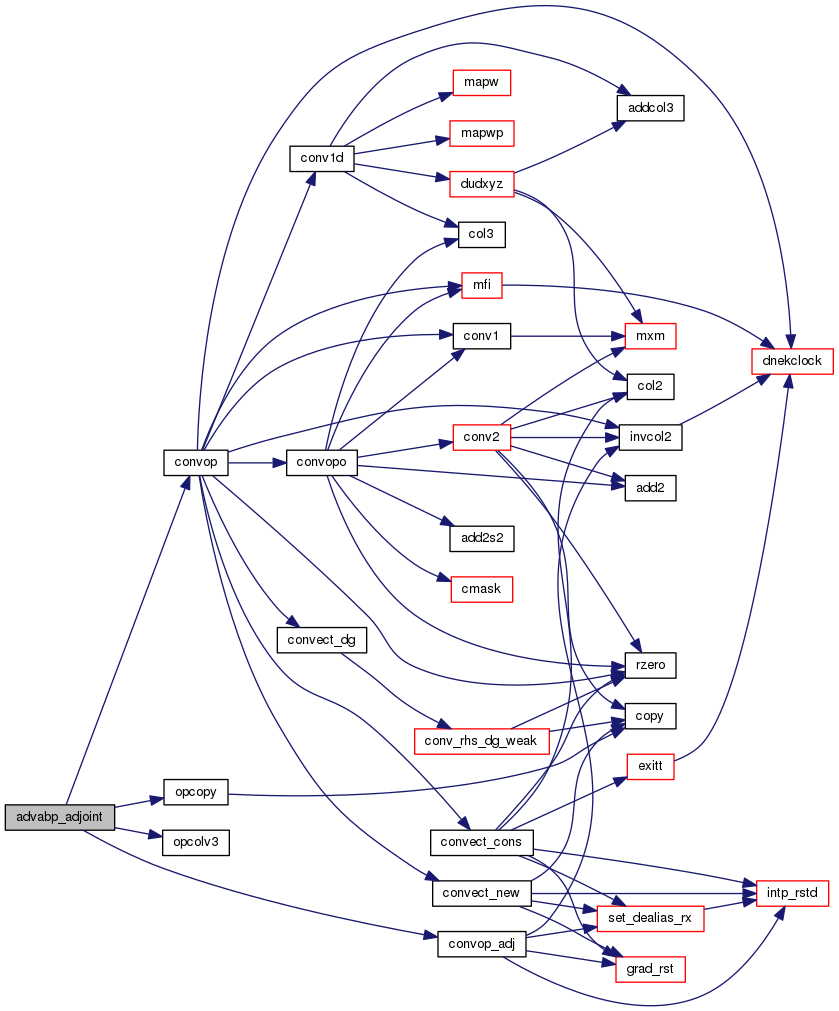 mapw
addcol3
mapwp
conv1d
dudxyz
col3
mfi
conv1
mxm
dnekclock
col2
conv2
invcol2
convop
convopo
add2
add2s2
cmask
convect_dg
rzero
copy
conv_rhs_dg_weak
exitt
opcopy
advabp_adjoint
opcolv3
convect_cons
convect_new
intp_rstd
set_dealias_rx
convop_adj
grad_rst